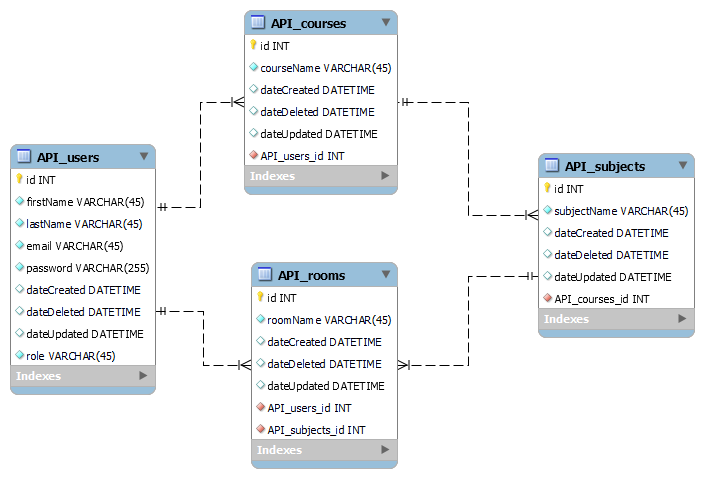 API_courses
id INT
courseName VARCHAR(45)
dateCreated DATETIME
dateDeleted DATETIME
dateUpdated DATETIME
API_users_id INT
Indexes
API_users
id INT
firstName VARCHAR(45)
lastName VARCHAR(45)
email VARCHAR(45)
password VARCHAR(255)
dateCreated DATETIME
dateDeleted DATETIME
dateUpdated DATETIME
role VARCHAR(45)
Indexes
API_rooms
id INT
roomName VARCHAR(45)
dateCreated DATETIME
dateDeleted DATETIME
dateUpdated DATETIME
API_users_id INT
API_subjects_id INT
Indexes
API_subjects
id INT
subjectName VARCHAR(45)
dateCreated DATETIME
dateDeleted DATETIME
dateUpdated DATETIME
API_courses_id INT
Indexes